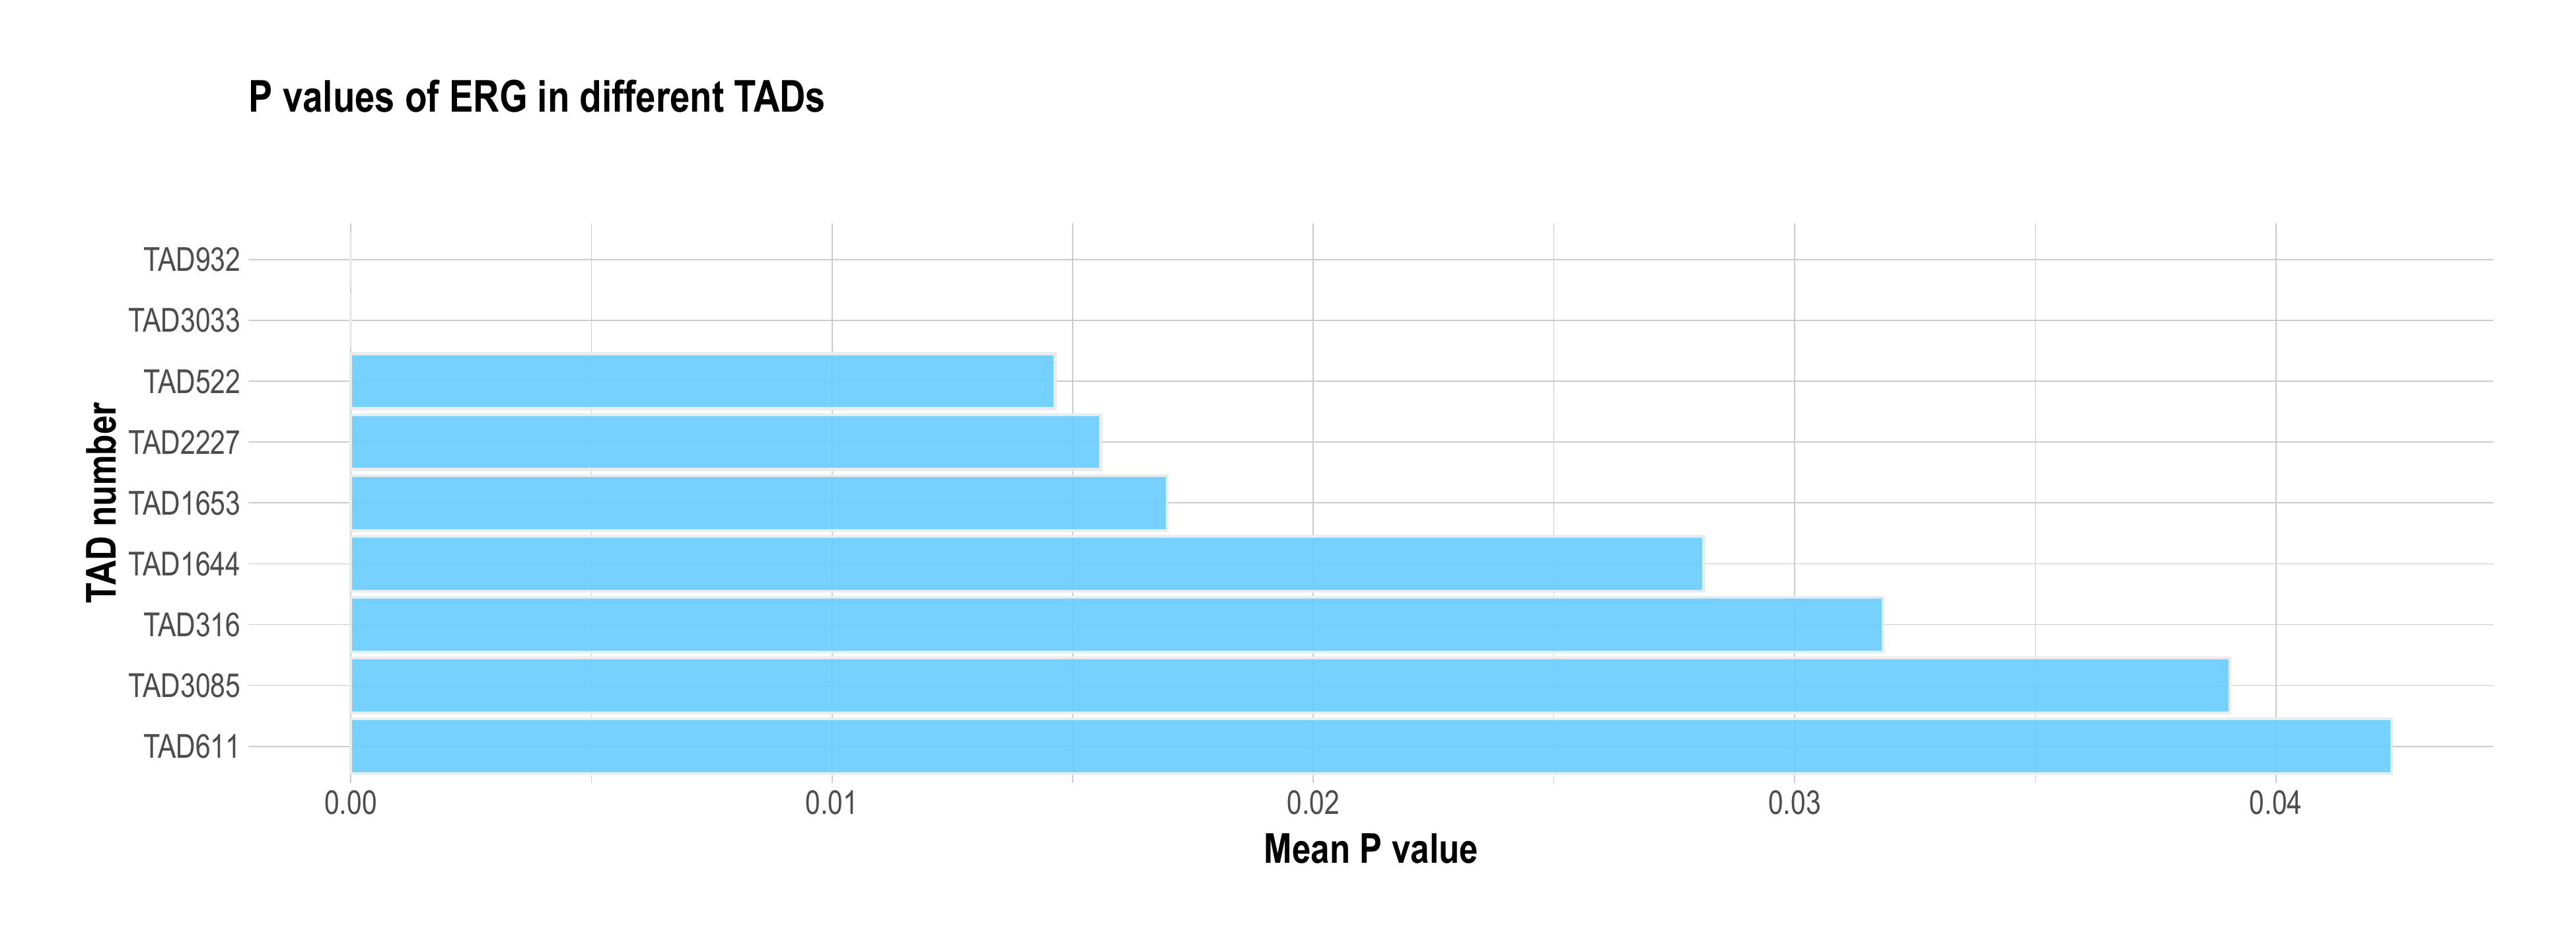 P values of ERG in different TADs
TAD number
TAD932
TAD3033
TAD522
TAD2227
TAD1653
TAD1644
TAD316
TAD3085
TAD611
0.00 0.01 0.02 0.03 0.04
Mean P value